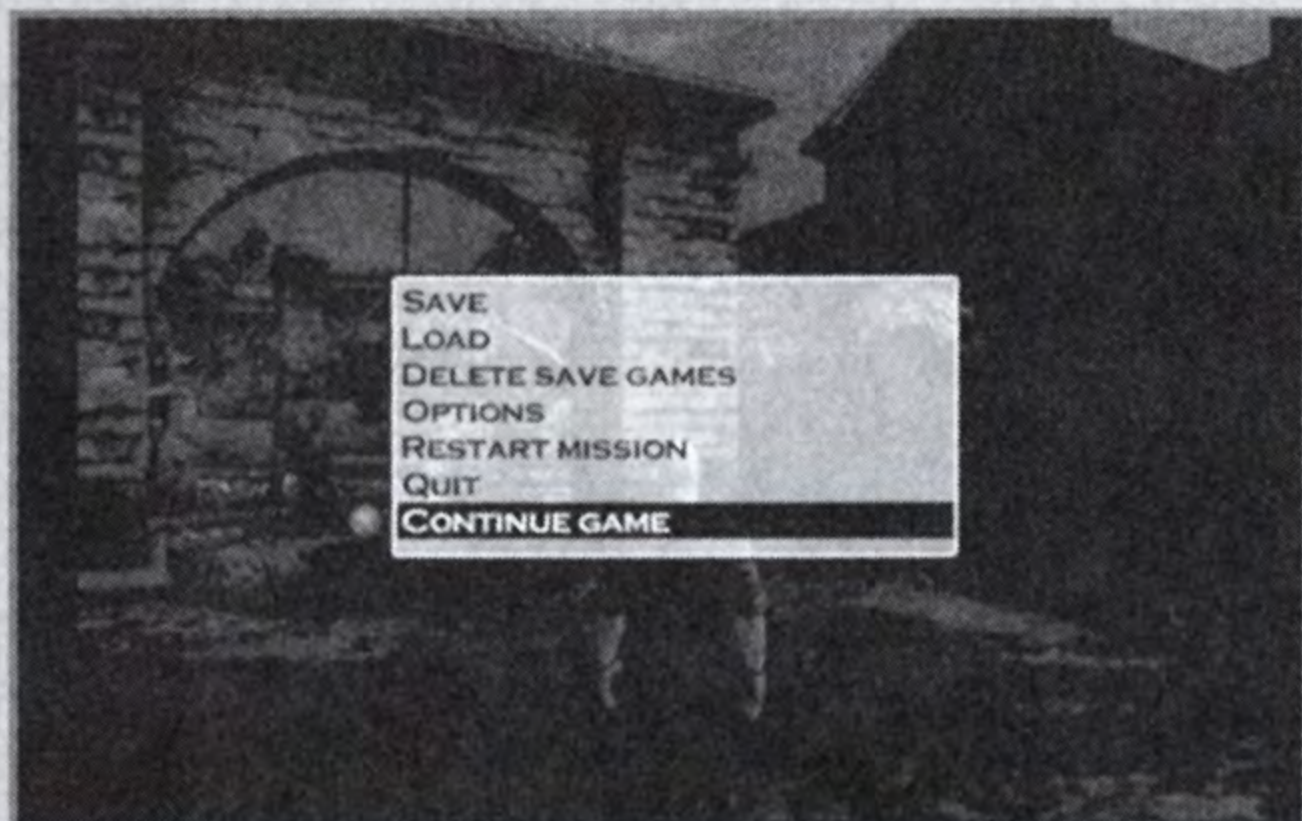 SAVE
LOAD
DELETE SAVE GAMES
OPTIONS
RESTART MISSION
QUIT
CONTINUE GAME